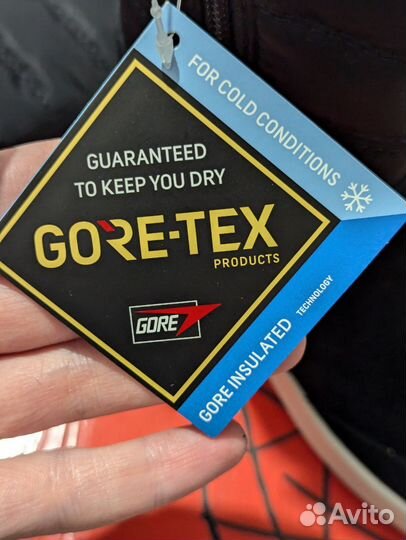 FOR COLD CONDITIONS
GUARANTEED
TO KEEP YOU DRY
GORE-TEX
PRODUCTS
GORE
GORE INSULATED TECHNOLOGY
Avito